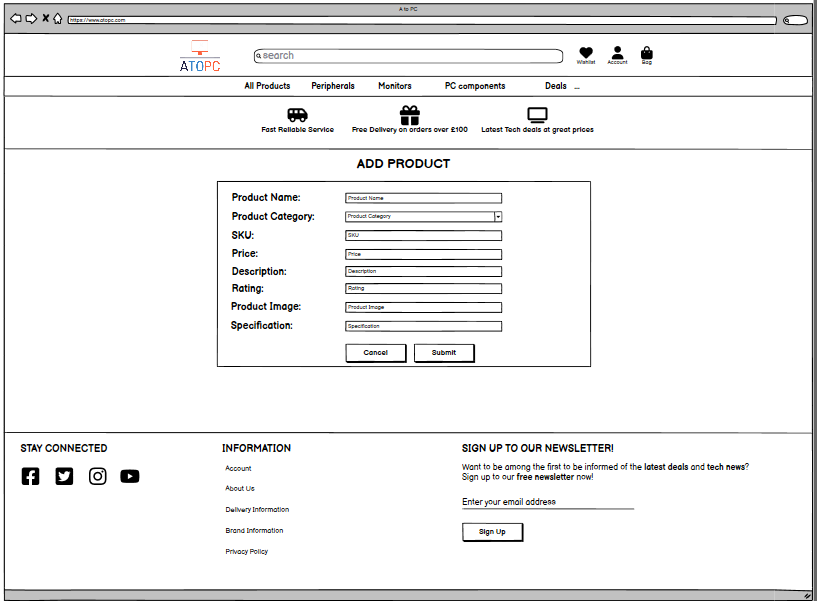 A to PC
https://www.atopc.com
ATOPC
search
Wishlist
Account
Bag
All Products
Peripherals
Monitors
PC components
Deals
...
Fast Reliable Service
Free Delivery on orders over £100
Latest Tech deals at great prices
ADD PRODUCT
Product Name:
Product Name
Product Category:
Product Category
SKU:
SKU
Price:
Price
Description:
Description
Rating:
Rating
Product Image:
Product Image
Specification:
Specification
Cancel
Submit
STAY CONNECTED
INFORMATION
Account
About Us
Delivery Information
Brand Information
Privacy Policy
SIGN UP TO OUR NEWSLETTER!
Want to be among the first to be informed of the latest deals and tech news?
Sign up to our free newsletter now!
Enter your email address
Sign Up